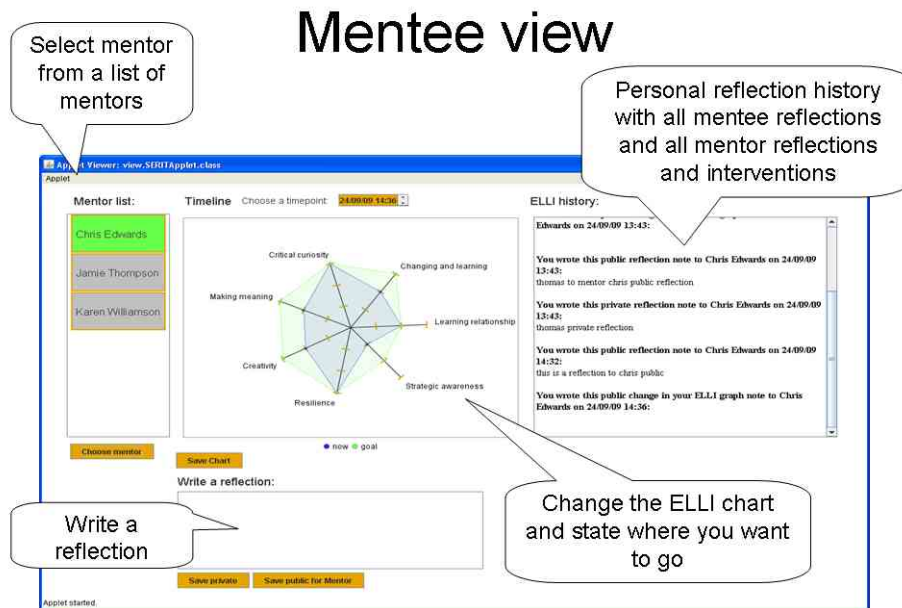 Mentee view
Select mentor
from a list of
mentors
Personal reflection history
with all mentee reflections
and all mentor reflections
and interventions
Applet Viewer: view.SERITApplet.class
Applet
Mentor list:
Chris Edwards
Jamie Thompson
Karen Williamson
Choose mentor
Timeline Choose a timepoint: 24/09/09 14:36
Critical curiosity
Changing and learning
Making meaning
Learning relationship
Creativity
Strategic awareness
Resilience
now goal
Save Chart
ELLI history:
Edwards on 24/09/09 13:43:
You wrote this public reflection note to Chris Edwards on 24/09/09
13:43:
thomas to mentor chris public reflection
You wrote this private reflection note to Chris Edwards on 24/09/09
13:43:
thomas private reflection
You wrote this public reflection note to Chris Edwards on 24/09/09
14:32:
this is a reflection to chris public
You wrote this public change in your ELLI graph note to Chris
Edwards on 24/09/09 14:36:
Write a reflection:
Write a
reflection
Change the ELLI chart
and state where you want
to go
Save private Save public for Mentor
Applet started.